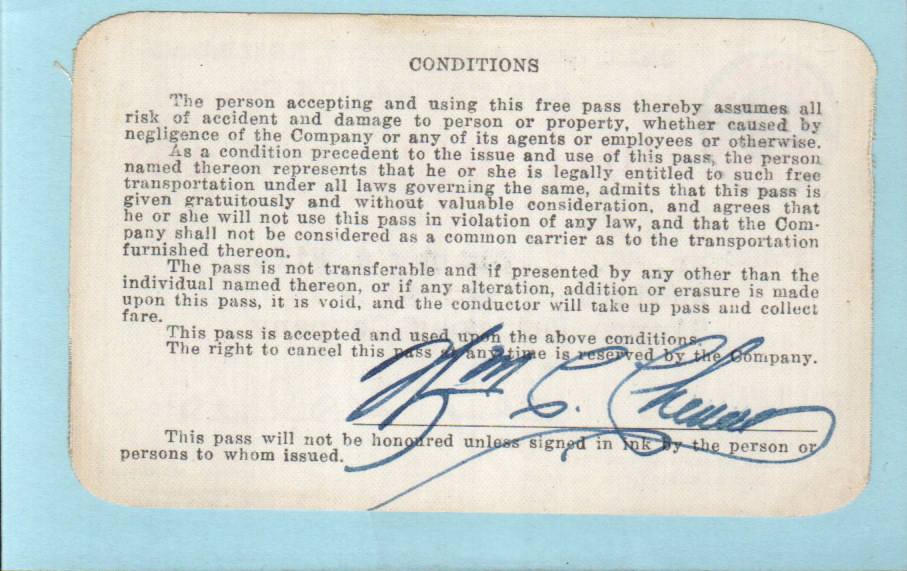 CONDITIONS
The person accepting and using this free pass thereby assumes all
risk of accident and damage to person or property, whether caused by
negligence of the Company or any of its agents or employees or otherwise.
As a condition precedent to the issue and use of this pass, the person
named thereon represents that he or she is legally entitled to such free
transportation under all laws governing the same, admits that this pass is
given gratuitously and without valuable consideration, and agrees that
he or she will not use this pass in violation of any law, and that the Com-
pany shall not be considered as a common carrier as to the transportation
furnished thereon.
The pass is not transferable and if presented by any other than the
individual named thereon, or if any alteration, addition or erasure is made
upon this pass, it is void, and the conductor will take up pass and collect
fare.
This pass is accepted and used upon the above conditions.
The right to cancel this pass at any time is reserved by the Company.
Wm
This pass will not be honoured unless signed in ink by the person or
persons to whom issued.